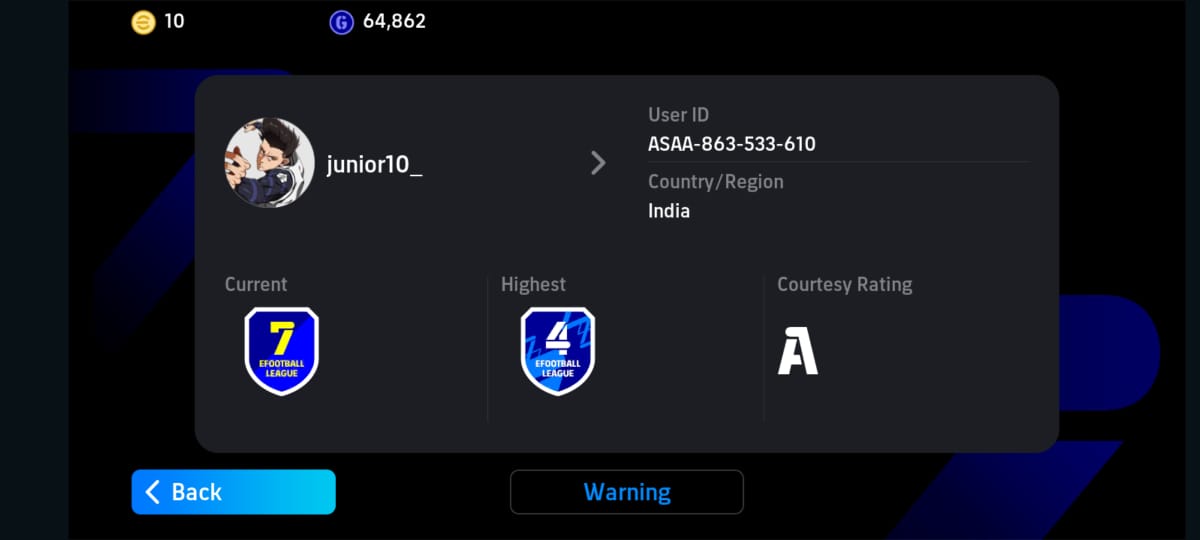 10
64,862
junior10_
User ID
ASAA-863-533-610
Country/Region
India
Current
Highest
Courtesy Rating
7
EFOOTBALL
LEAGUE
4
EFOOTBALL
LEAGUE
A
Back
Warning